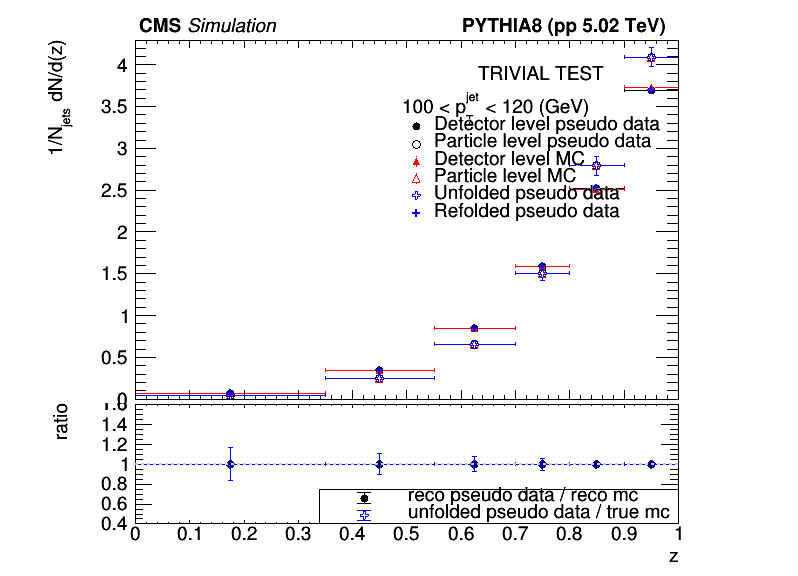 CMS Simulation PYTHIA8 (pp 5.02 TeV)
1/N_jets dN/d(z)
4
3.5
3
2.5
2
1.5
1
0.5
0
TRIVIAL TEST
100 < p_T^jet < 120 (GeV)
Detector level pseudo data
Particle level pseudo data
Detector level MC
Particle level MC
Unfolded pseudo data
Refolded pseudo data
ratio
1.6
1.4
1.2
1
0.8
0.6
0.4
reco pseudo data / reco mc
unfolded pseudo data / true mc
0 0.1 0.2 0.3 0.4 0.5 0.6 0.7 0.8 0.9 1
z